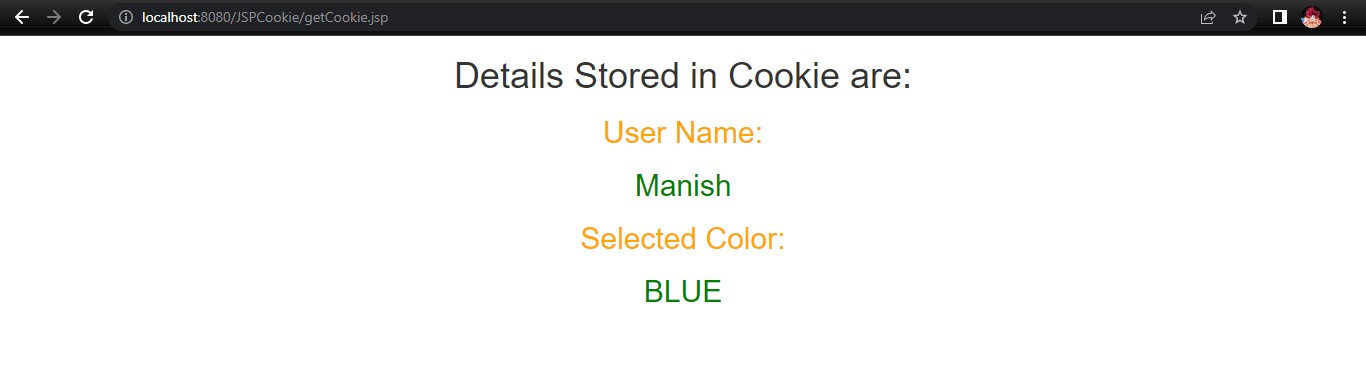 localhost:8080/JSPCookie/getCookie.jsp
Details Stored in Cookie are:
User Name:
Manish
Selected Color:
BLUE